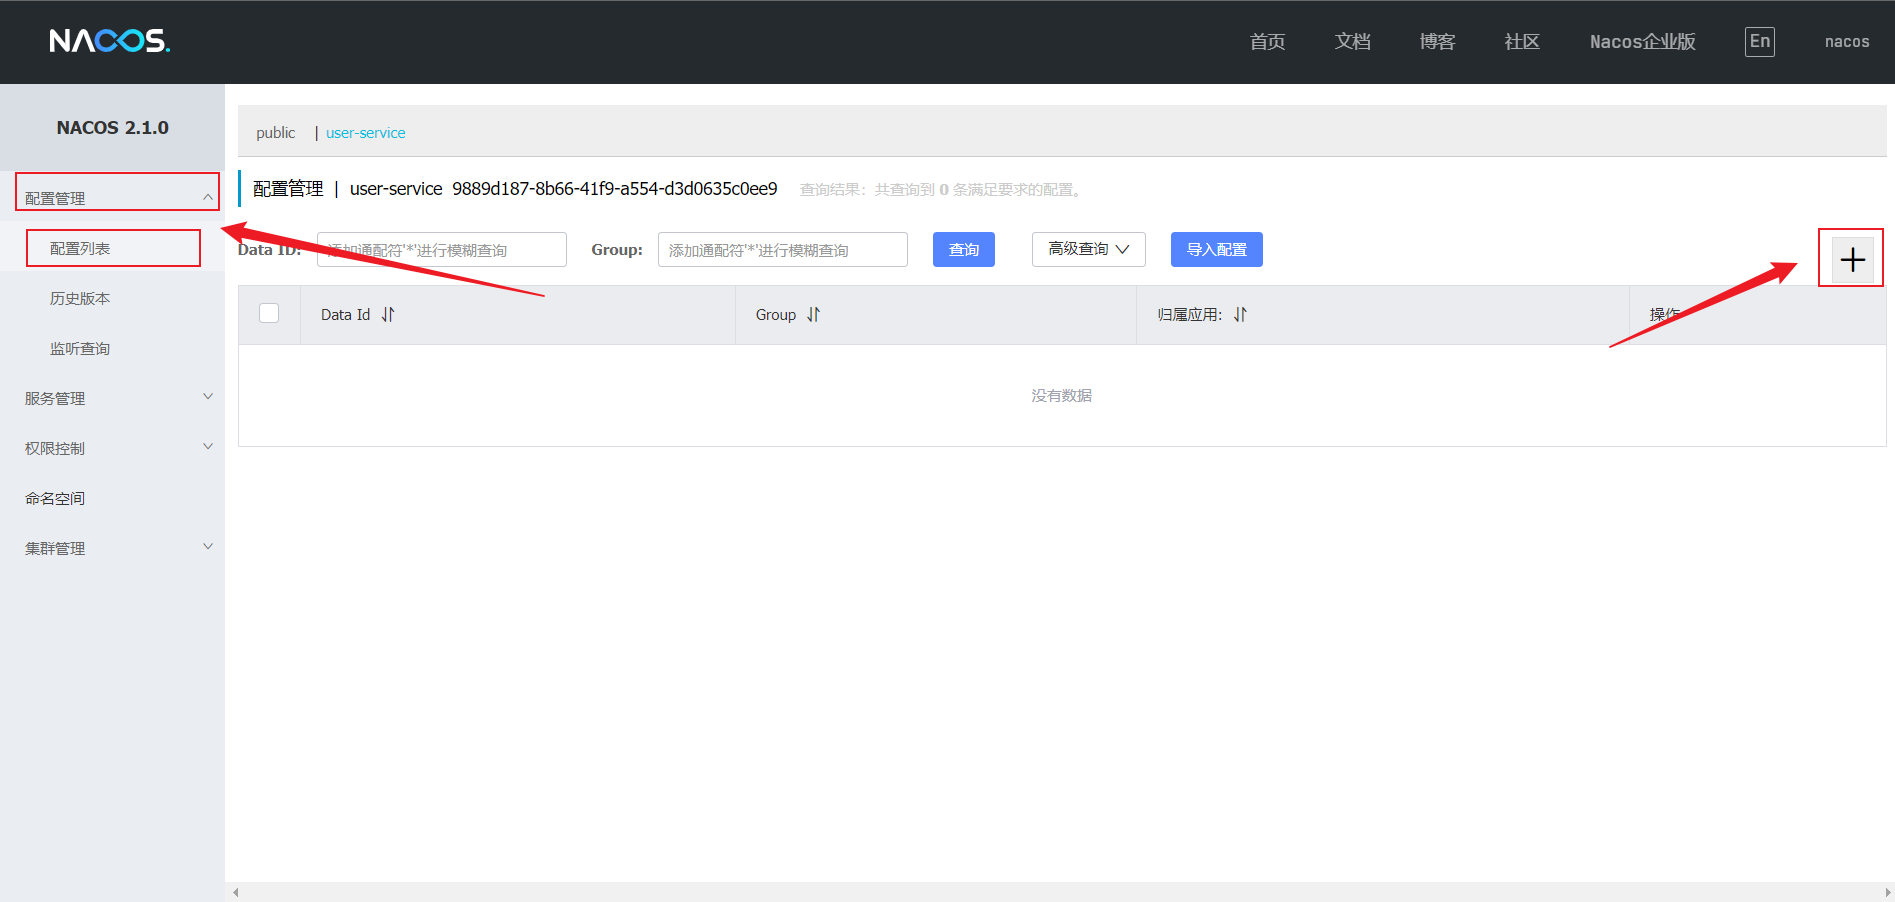 NACOS.
首页 文档 博客 社区 Nacos企业版 En nacos
NACOS 2.1.0
配置管理
配置列表
历史版本
监听查询
服务管理
权限控制
命名空间
集群管理
public | user-service
配置管理 | user-service 9889d187-8b66-41f9-a554-d3d0635c0ee9 查询结果：共查询到 0 条满足要求的配置。
Data ID: 添加通配符'*'进行模糊查询 Group: 添加通配符'*'进行模糊查询 查询 高级查询 导入配置
Data Id Group 归属应用: 操作
没有数据